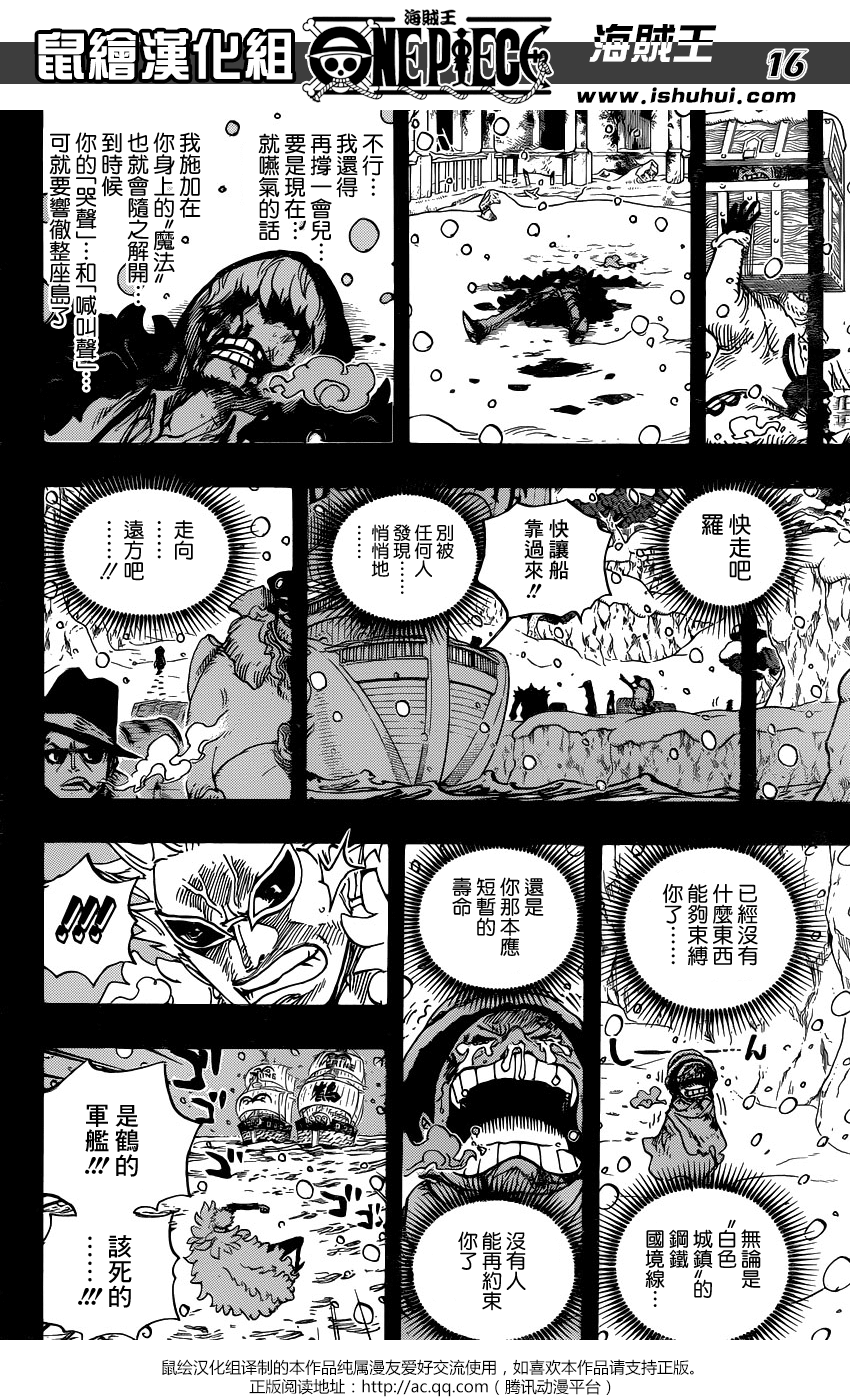 鼠繪漢化組
海賊王
ONE PIECE
海賊王
16
www.ishuhui.com
不行…
我還得
再撐一會兒…
要是現在…
就嚥氣的話
我施加在
你身上的“魔法”
也就會隨之解開…
到時候
你的「哭聲」…和「喊叫聲」…
可就要響徹整座島了
快走吧
羅
快讓船
靠過來!!
別被
任何人
發現……
悄悄地
……
走向
……
遠方吧
……!!
已經沒有
什麼東西
能夠束縛
你了……
しーん
無論是
“白色
城鎮”的
鋼鐵
國境線…
還是
你那本應
短暫的
壽命
沒有人
能再約束
你了
!!!!
是鶴的
軍艦!!!
該死的
……!!!
鶴
鼠绘汉化组译制的本作品纯属漫友爱好交流使用，如喜欢本作品请支持正版。
正版阅读地址：http://ac.qq.com（腾讯动漫平台）